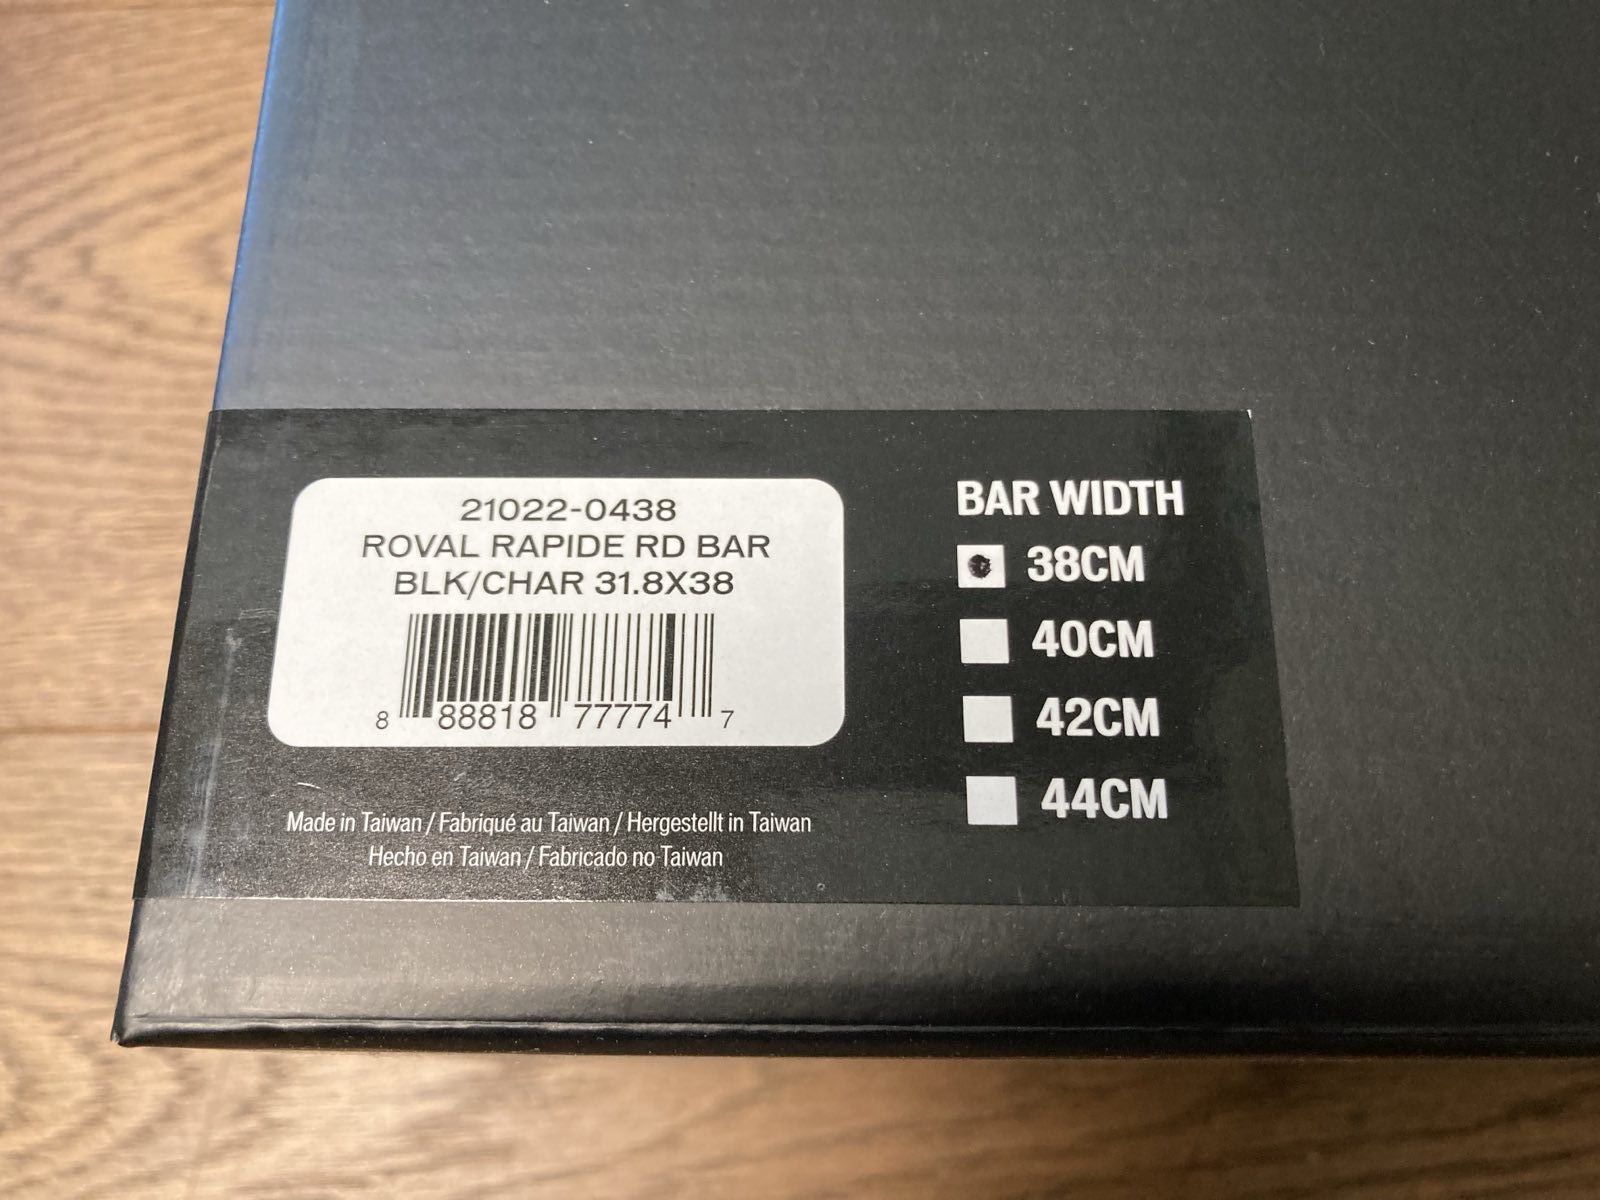 21022-0438
ROVAL RAPIDE RD BAR
BLK/CHAR 31.8X38
8 88818 77774 7
Made in Taiwan / Fabriqué au Taiwan / Hergestellt in Taiwan
Hecho en Taiwan / Fabricado no Taiwan
BAR WIDTH
38CM
40CM
42CM
44CM